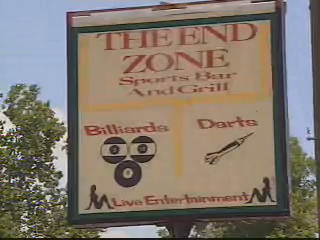 THE END
ZONE
Sports Bar
And Grill
Billiards Darts
Live Entertainment